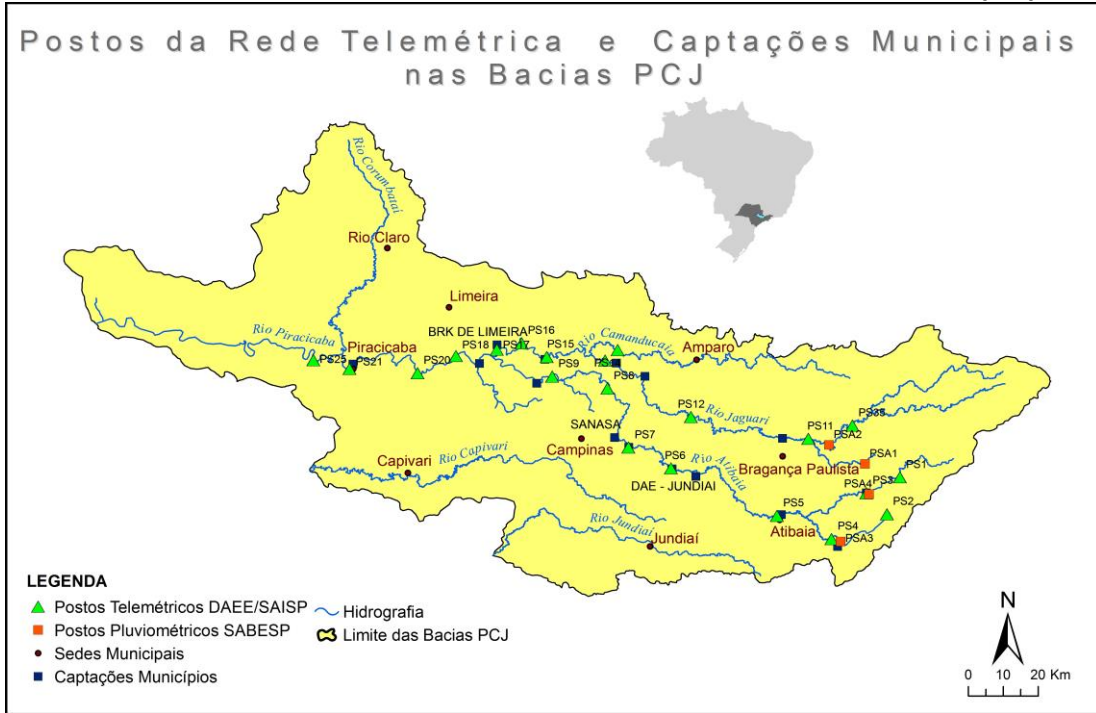 Postos da Rede Telemétrica e Captações Municipais
nas Bacias PCJ
Rio Corumbataí
Rio Claro
Limeira
BRK DE LIMEIRA
PS16
PS18
PS17
PS15
Rio Camanducaia
Rio Piracicaba
Piracicaba
PS25
PS21
PS20
PS9
PS8
Amparo
PS12
Rio Jaguari
PS38
PS11
PSA2
SANASA
Campinas
PS7
PSA1
Bragança Paulista
Rio Capivari
Capivari
PS6
Rio Atibaia
DAE - JUNDIAI
PS1
PS3
PSA4
PS2
PS5
Atibaia
PS4
PSA3
Rio Jundiaí
Jundiaí
LEGENDA
Postos Telemétricos DAEE/SAISP
Hidrografia
Postos Pluviométricos SABESP
Limite das Bacias PCJ
Sedes Municipais
Captações Municípios
N
0 10 20 Km